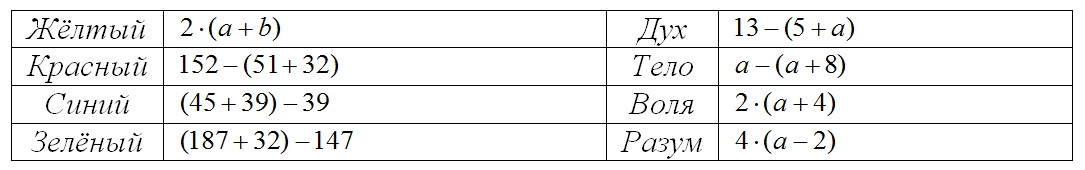 Жёлтый 2·(a+b) Дух 13−(5+a)
Красный 152−(51+32) Тело a−(a+8)
Синий (45+39)−39 Воля 2·(a+4)
Зелёный (187+32)−147 Разум 4·(a−2)